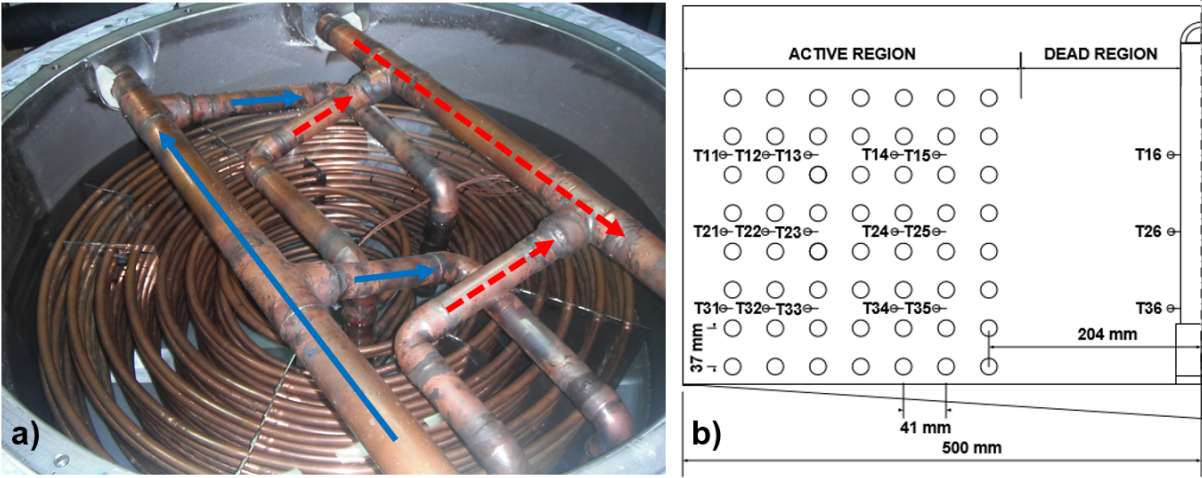 a)
ACTIVE REGION DEAD REGION
T11 T12 T13 T14 T15 T16
T21 T22 T23 T24 T25 T26
T31 T32 T33 T34 T35 T36
37 mm
204 mm
41 mm
500 mm
b)